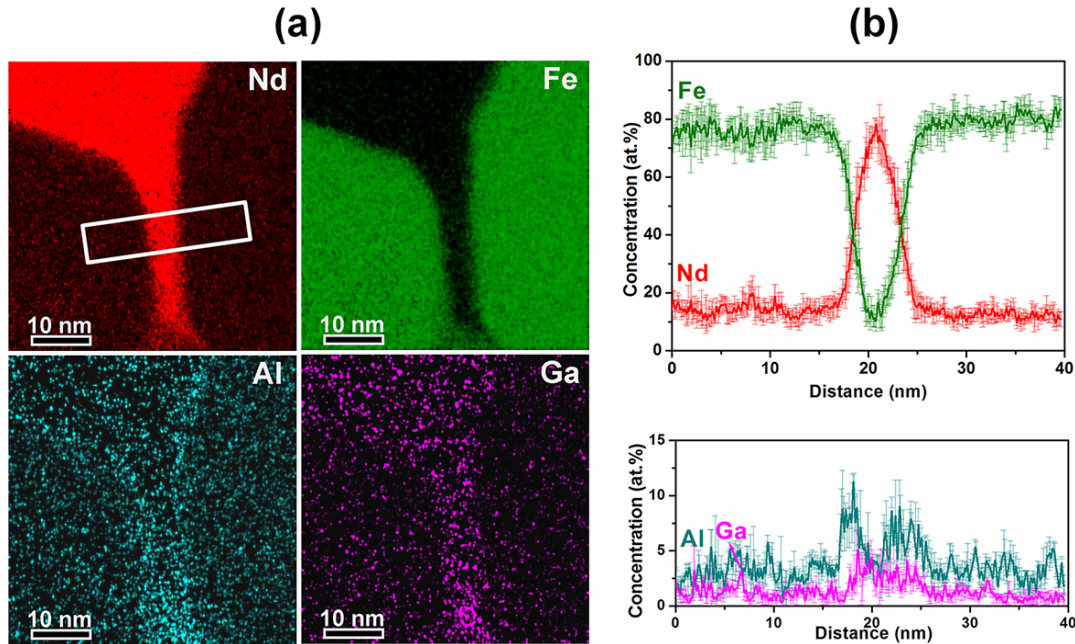 (a)
Nd
10 nm
Fe
10 nm
Al
10 nm
Ga
10 nm
(b)
Concentration (at.%)
100
80
60
40
20
0
Fe
Nd
0 10 20 30 40
Distance (nm)
Concentration (at.%)
15
10
5
0
Al
Ga
0 10 20 30 40
Distance (nm)